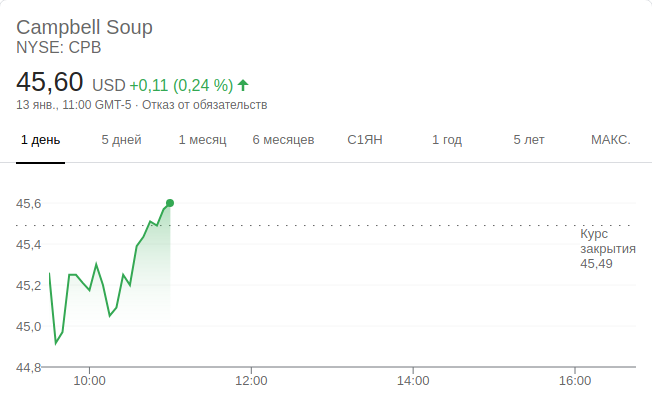 Campbell Soup
NYSE: CPB
45,60 USD +0,11 (0,24 %)
13 янв., 11:00 GMT-5 · Отказ от обязательств
1 день 5 дней 1 месяц 6 месяцев С1ЯН 1 год 5 лет МАКС.
45,6
Курс
закрытия
45,49
45,4
45,2
45,0
44,8
10:00 12:00 14:00 16:00